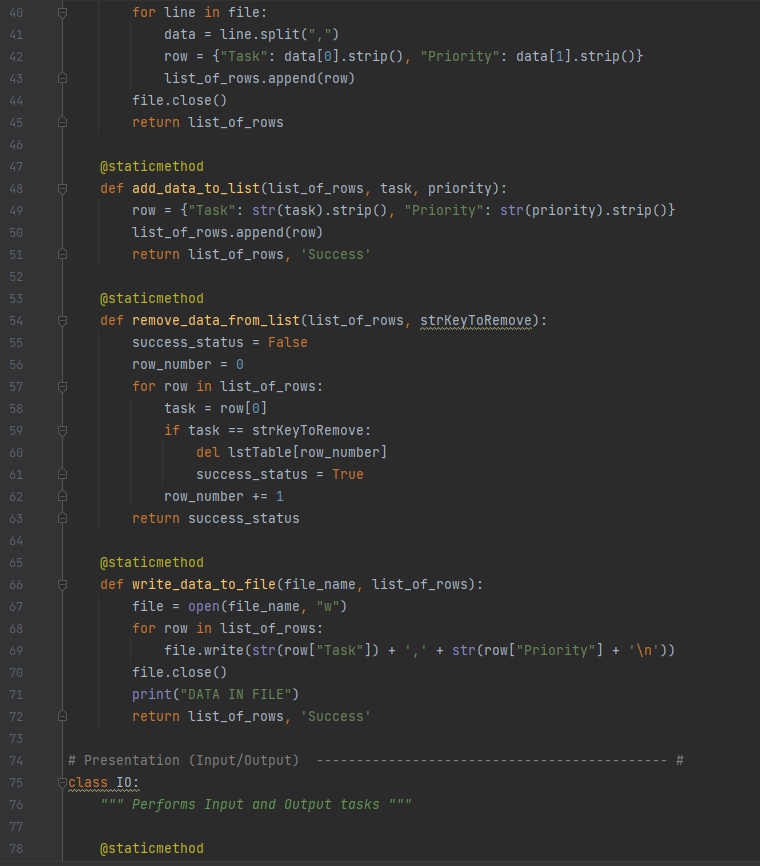 40 for line in file:
41 data = line.split(",")
42 row = {"Task": data[0].strip(), "Priority": data[1].strip()}
43 list_of_rows.append(row)
44 file.close()
45 return list_of_rows
46
47 @staticmethod
48 def add_data_to_list(list_of_rows, task, priority):
49 row = {"Task": str(task).strip(), "Priority": str(priority).strip()}
50 list_of_rows.append(row)
51 return list_of_rows, 'Success'
52
53 @staticmethod
54 def remove_data_from_list(list_of_rows, strKeyToRemove):
55 success_status = False
56 row_number = 0
57 for row in list_of_rows:
58 task = row[0]
59 if task == strKeyToRemove:
60 del lstTable[row_number]
61 success_status = True
62 row_number += 1
63 return success_status
64
65 @staticmethod
66 def write_data_to_file(file_name, list_of_rows):
67 file = open(file_name, "w")
68 for row in list_of_rows:
69 file.write(str(row["Task"]) + ',' + str(row["Priority"] + '\n'))
70 file.close()
71 print("DATA IN FILE")
72 return list_of_rows, 'Success'
73
74 # Presentation (Input/Output)  -------------------------------------------- #
75 class IO:
76 """ Performs Input and Output tasks """
77
78 @staticmethod